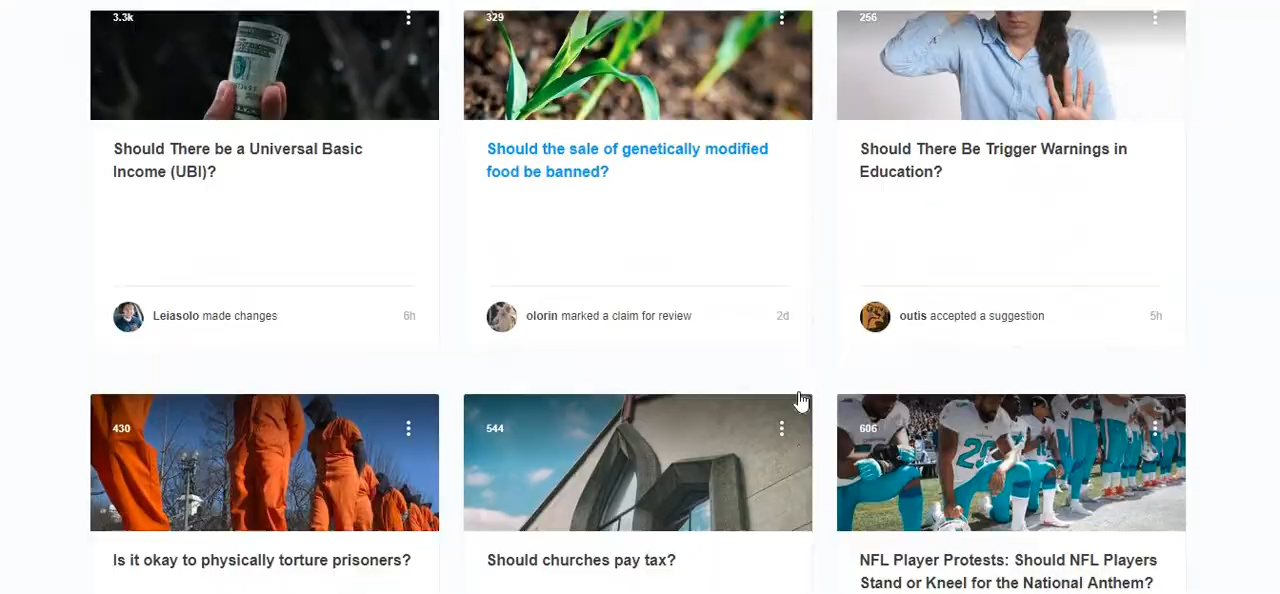 3.3k
329
256
Should There be a Universal Basic
Income (UBI)?
Should the sale of genetically modified
food be banned?
Should There Be Trigger Warnings in
Education?
Leiasolo made changes 6h
olorin marked a claim for review 2d
outis accepted a suggestion 5h
430
544
606
Is it okay to physically torture prisoners?
Should churches pay tax?
NFL Player Protests: Should NFL Players
Stand or Kneel for the National Anthem?